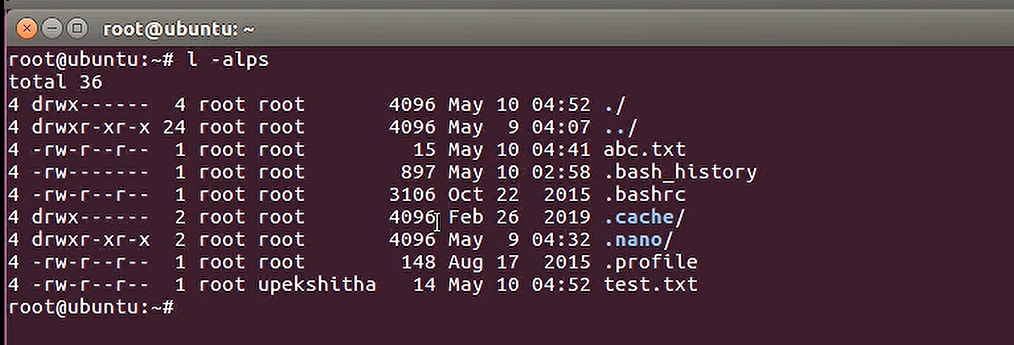 root@ubuntu: ~
root@ubuntu:~# l -alps
total 36
4 drwx------  4 root root       4096 May 10 04:52 ./
4 drwxr-xr-x 24 root root       4096 May  9 04:07 ../
4 -rw-r--r--  1 root root         15 May 10 04:41 abc.txt
4 -rw-------  1 root root        897 May 10 02:58 .bash_history
4 -rw-r--r--  1 root root       3106 Oct 22  2015 .bashrc
4 drwx------  2 root root       4096 Feb 26  2019 .cache/
4 drwxr-xr-x  2 root root       4096 May  9 04:32 .nano/
4 -rw-r--r--  1 root root        148 Aug 17  2015 .profile
4 -rw-r--r--  1 root upekshitha   14 May 10 04:52 test.txt
root@ubuntu:~#